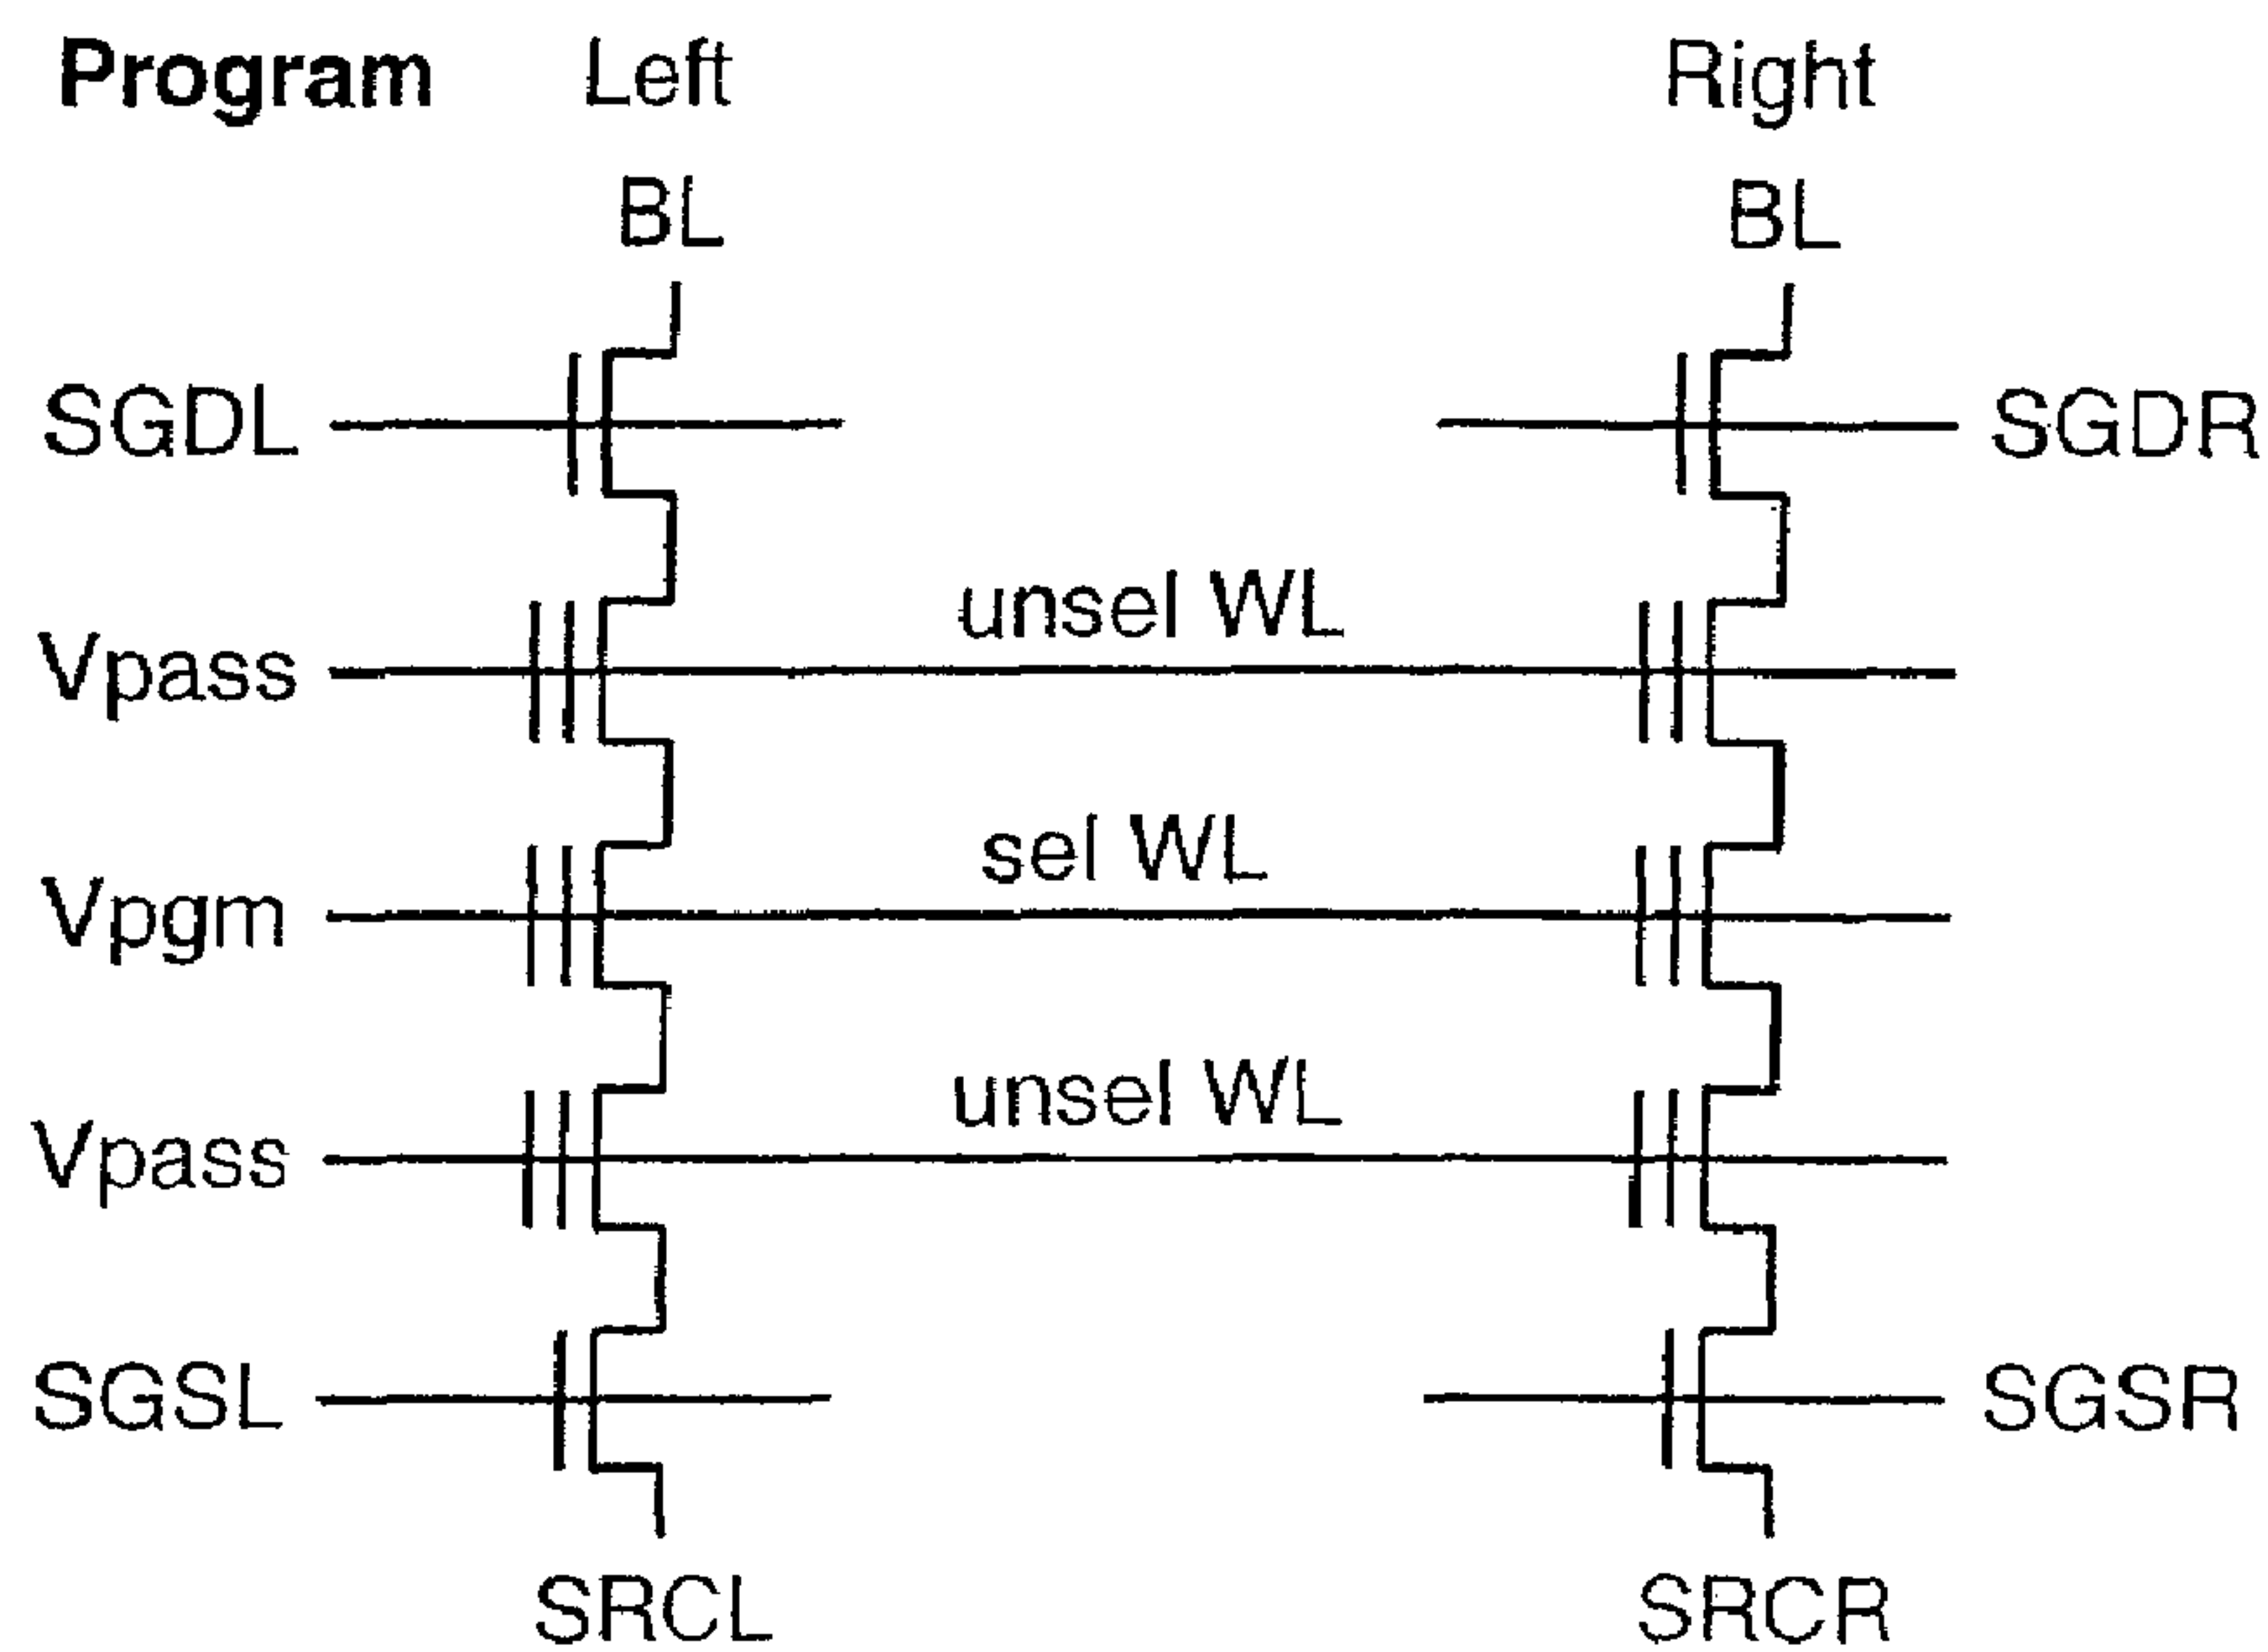 Program Left Right
BL BL
SGDL SGDR
unsel WL
Vpass
sel WL
Vpgm
unsel WL
Vpass
SGSL SGSR
SRCL SRCR